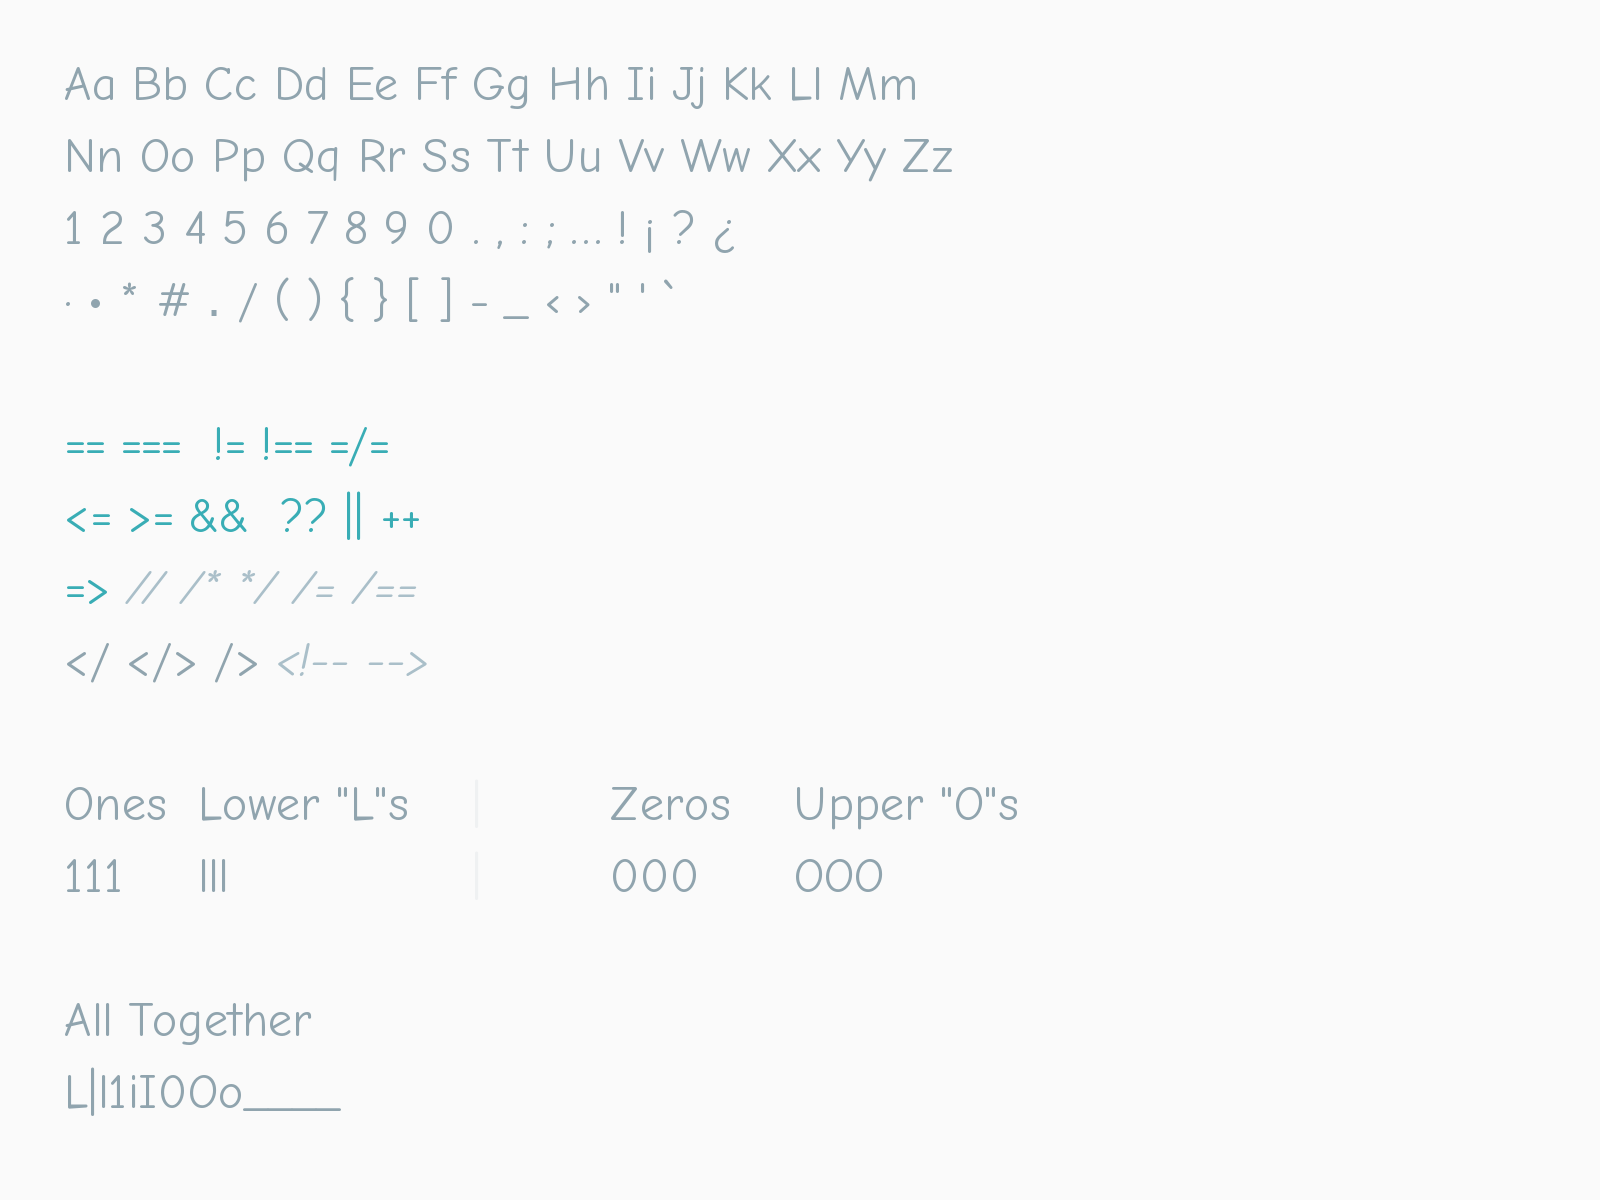 Aa Bb Cc Dd Ee Ff Gg Hh Ii Jj Kk Ll Mm
Nn Oo Pp Qq Rr Ss Tt Uu Vv Ww Xx Yy Zz
1 2 3 4 5 6 7 8 9 0 . , : ; … ! ¡ ? ¿
· • * # . / ( ) { } [ ] - _ ‹ › " ' `
== === != !== =/=
<= >= && ?? || ++
=> // /* */ /= /==
</ </> /> <!-- -->
Ones Lower "L"s | Zeros Upper "O"s
111 lll | 000 OOO
All Together
L|l1iI0Oo____